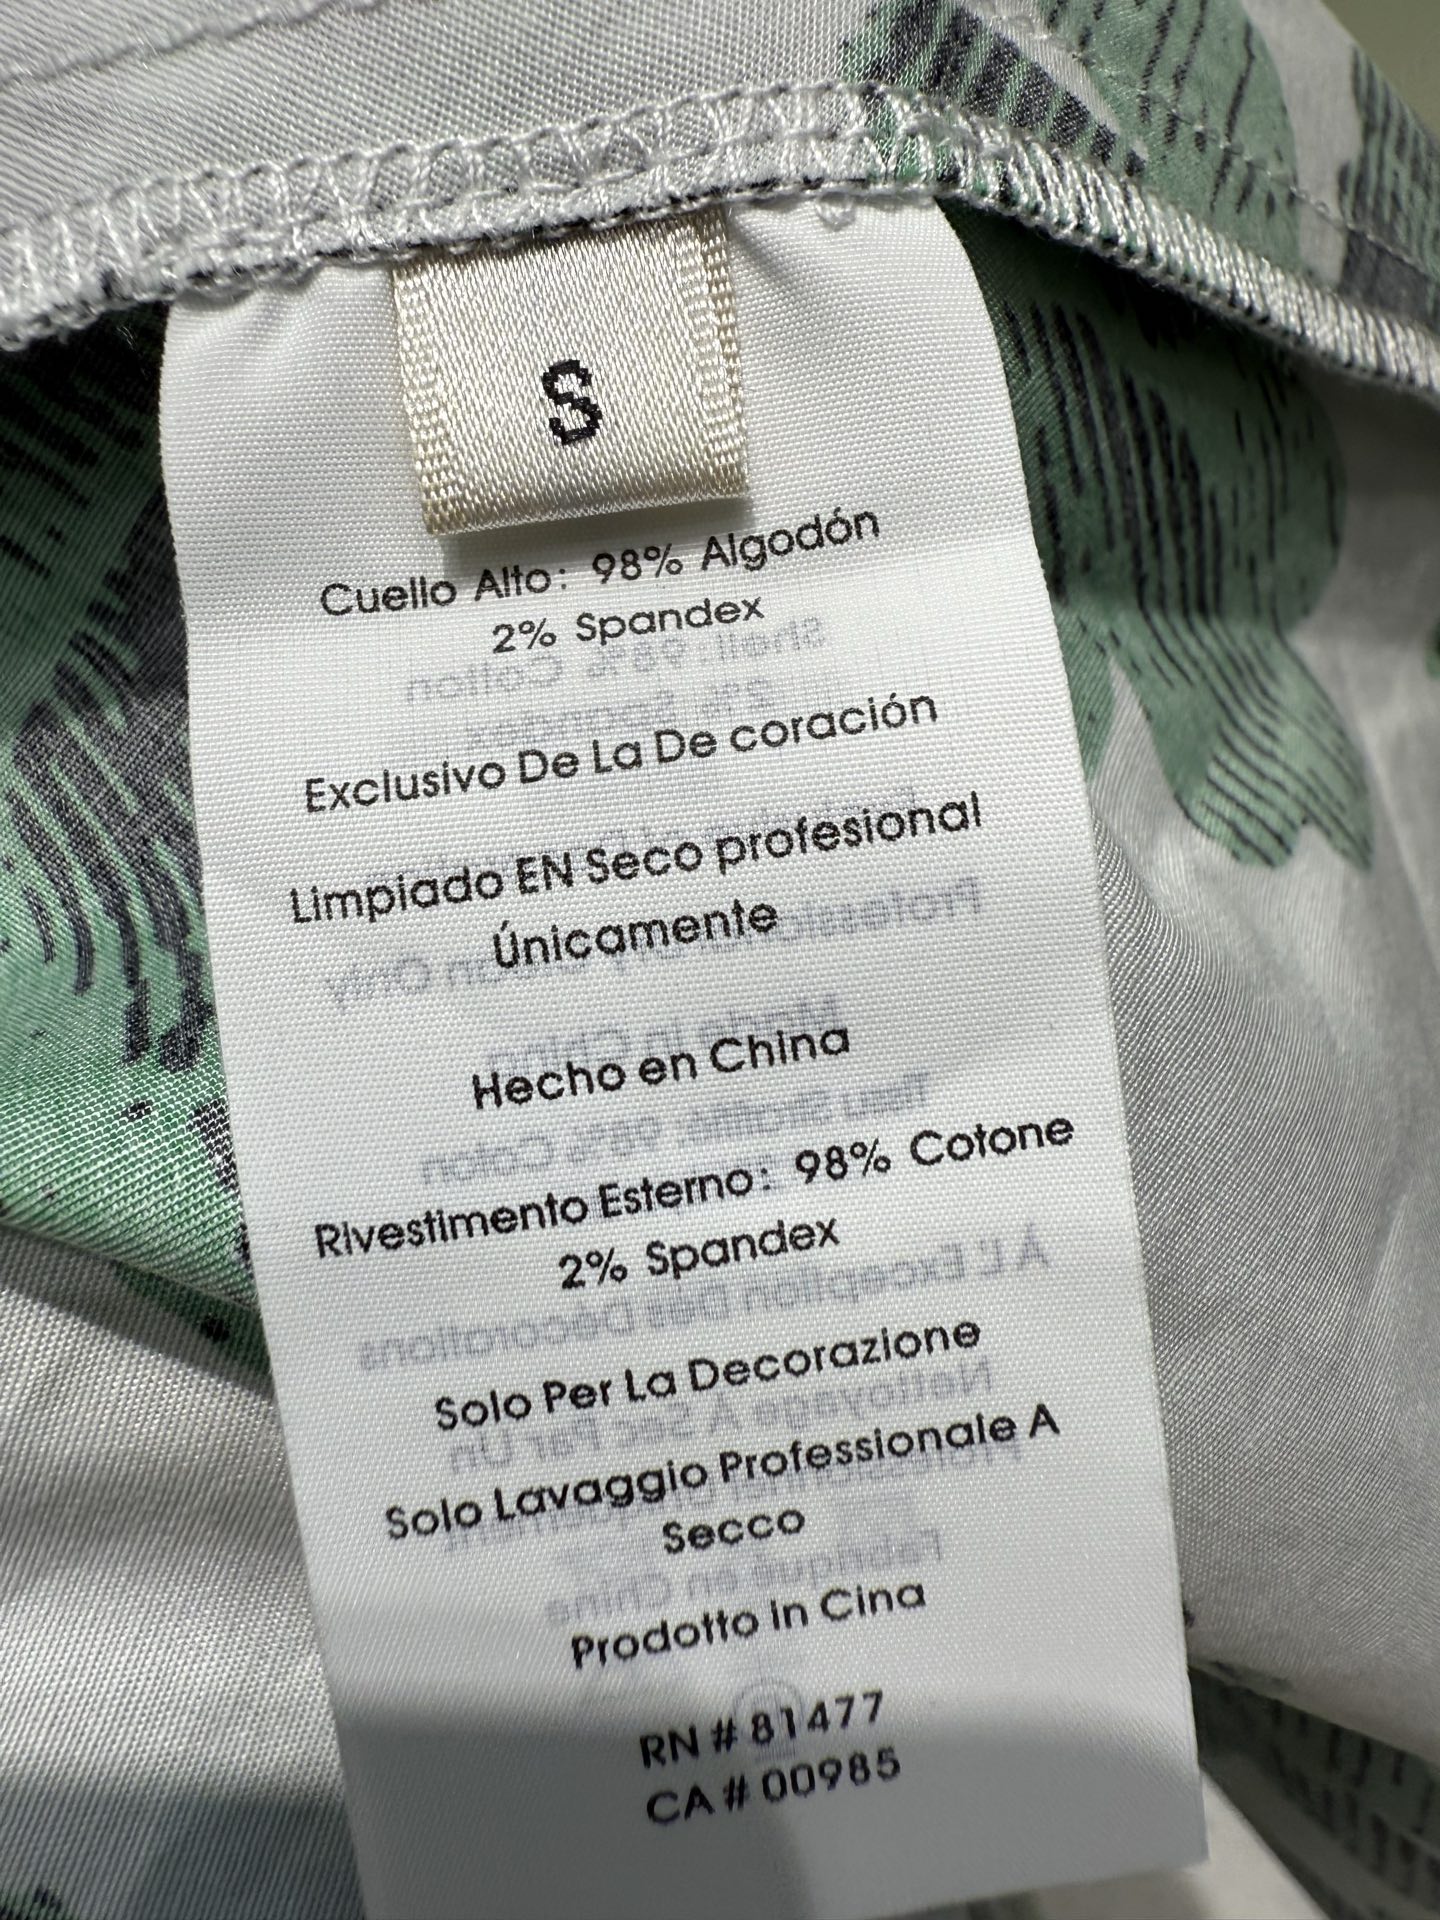 S
Cuello Alto: 98% Algodón
2% Spandex
Exclusivo De La De coración
Limpiado EN Seco profesional
Únicamente
Hecho en China
Rivestimento Esterno: 98% Cotone
2% Spandex
Solo Per La Decorazione
Solo Lavaggio Professionale A
Secco
Prodotto in Cina
RN # 81477
CA # 00985